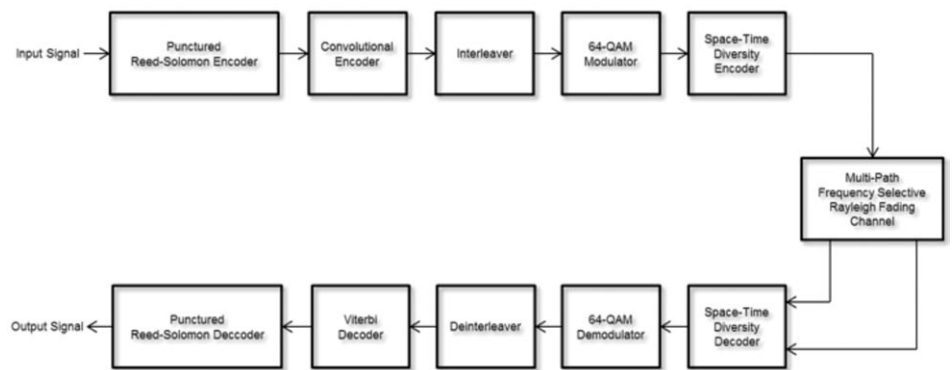 Input Signal
Punctured
Reed-Solomon Encoder
Convolutional
Encoder
Interleaver
64-QAM
Modulator
Space-Time
Diversity
Encoder
Multi-Path
Frequency Selective
Rayleigh Fading
Channel
Output Signal
Punctured
Reed-Solomon Deccoder
Viterbi
Decoder
Deinterleaver
64-QAM
Demodulator
Space-Time
Diversity
Decoder